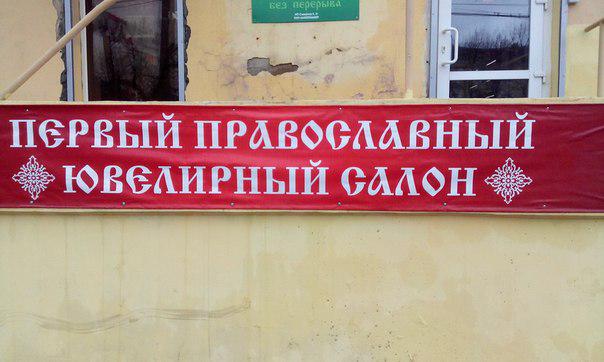 без перерыва
ПЕРВЫЙ ПРАВОСЛАВНЫЙ
ЮВЕЛИРНЫЙ САЛОН